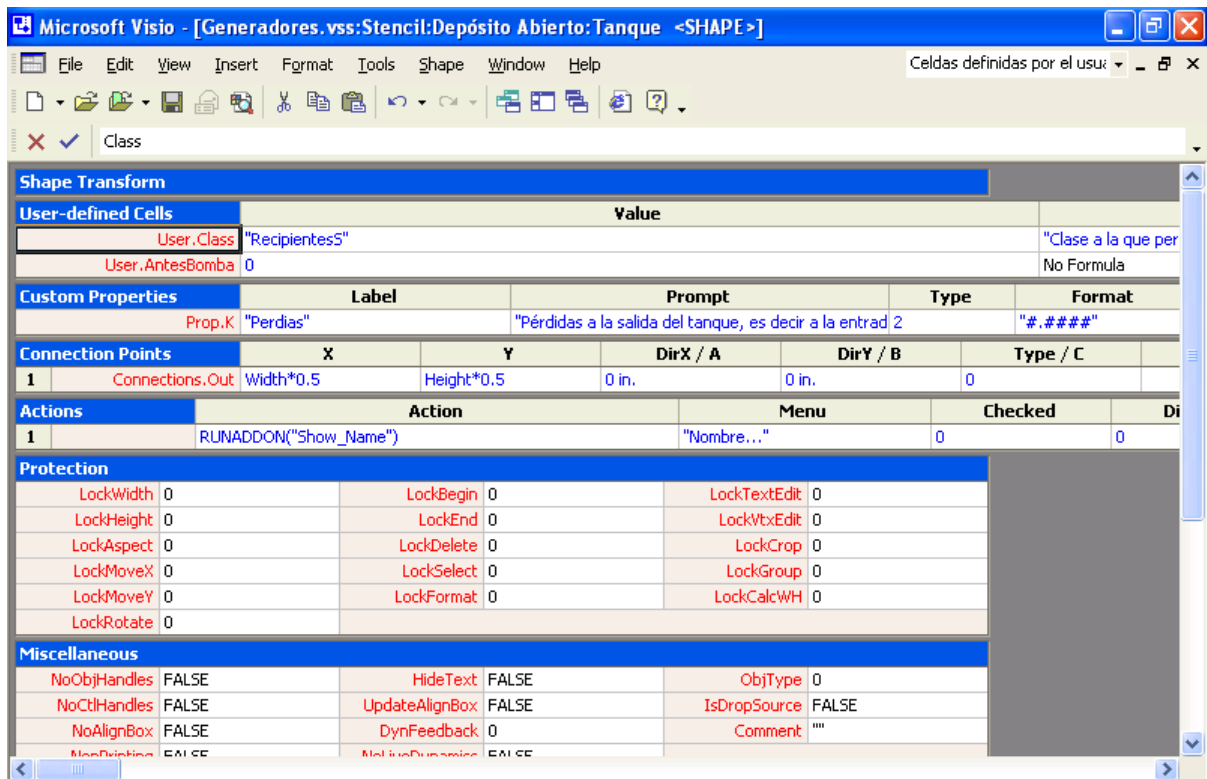 Microsoft Visio - [Generadores.vss:Stencil:Depósito Abierto:Tanque <SHAPE>]
File Edit View Insert Format Tools Shape Window Help Celdas definidas por el usua
Class
Shape Transform
User-defined Cells Value
User.Class "RecipientesS" "Clase a la que per
User.AntesBomba 0 No Formula
Custom Properties Label Prompt Type Format
Prop.K "Perdias" "Pérdidas a la salida del tanque, es decir a la entrad 2 "#.####"
Connection Points X Y DirX / A DirY / B Type / C
1 Connections.Out Width*0.5 Height*0.5 0 in. 0 in. 0
Actions Action Menu Checked Di
1 RUNADDON("Show_Name") "Nombre..." 0 0
Protection
LockWidth 0 LockBegin 0 LockTextEdit 0
LockHeight 0 LockEnd 0 LockVtxEdit 0
LockAspect 0 LockDelete 0 LockCrop 0
LockMoveX 0 LockSelect 0 LockGroup 0
LockMoveY 0 LockFormat 0 LockCalcWH 0
LockRotate 0
Miscellaneous
NoObjHandles FALSE HideText FALSE ObjType 0
NoCtlHandles FALSE UpdateAlignBox FALSE IsDropSource FALSE
NoAlignBox FALSE DynFeedback 0 Comment ""
NonPrinting FALSE NoLiveDynamics FALSE